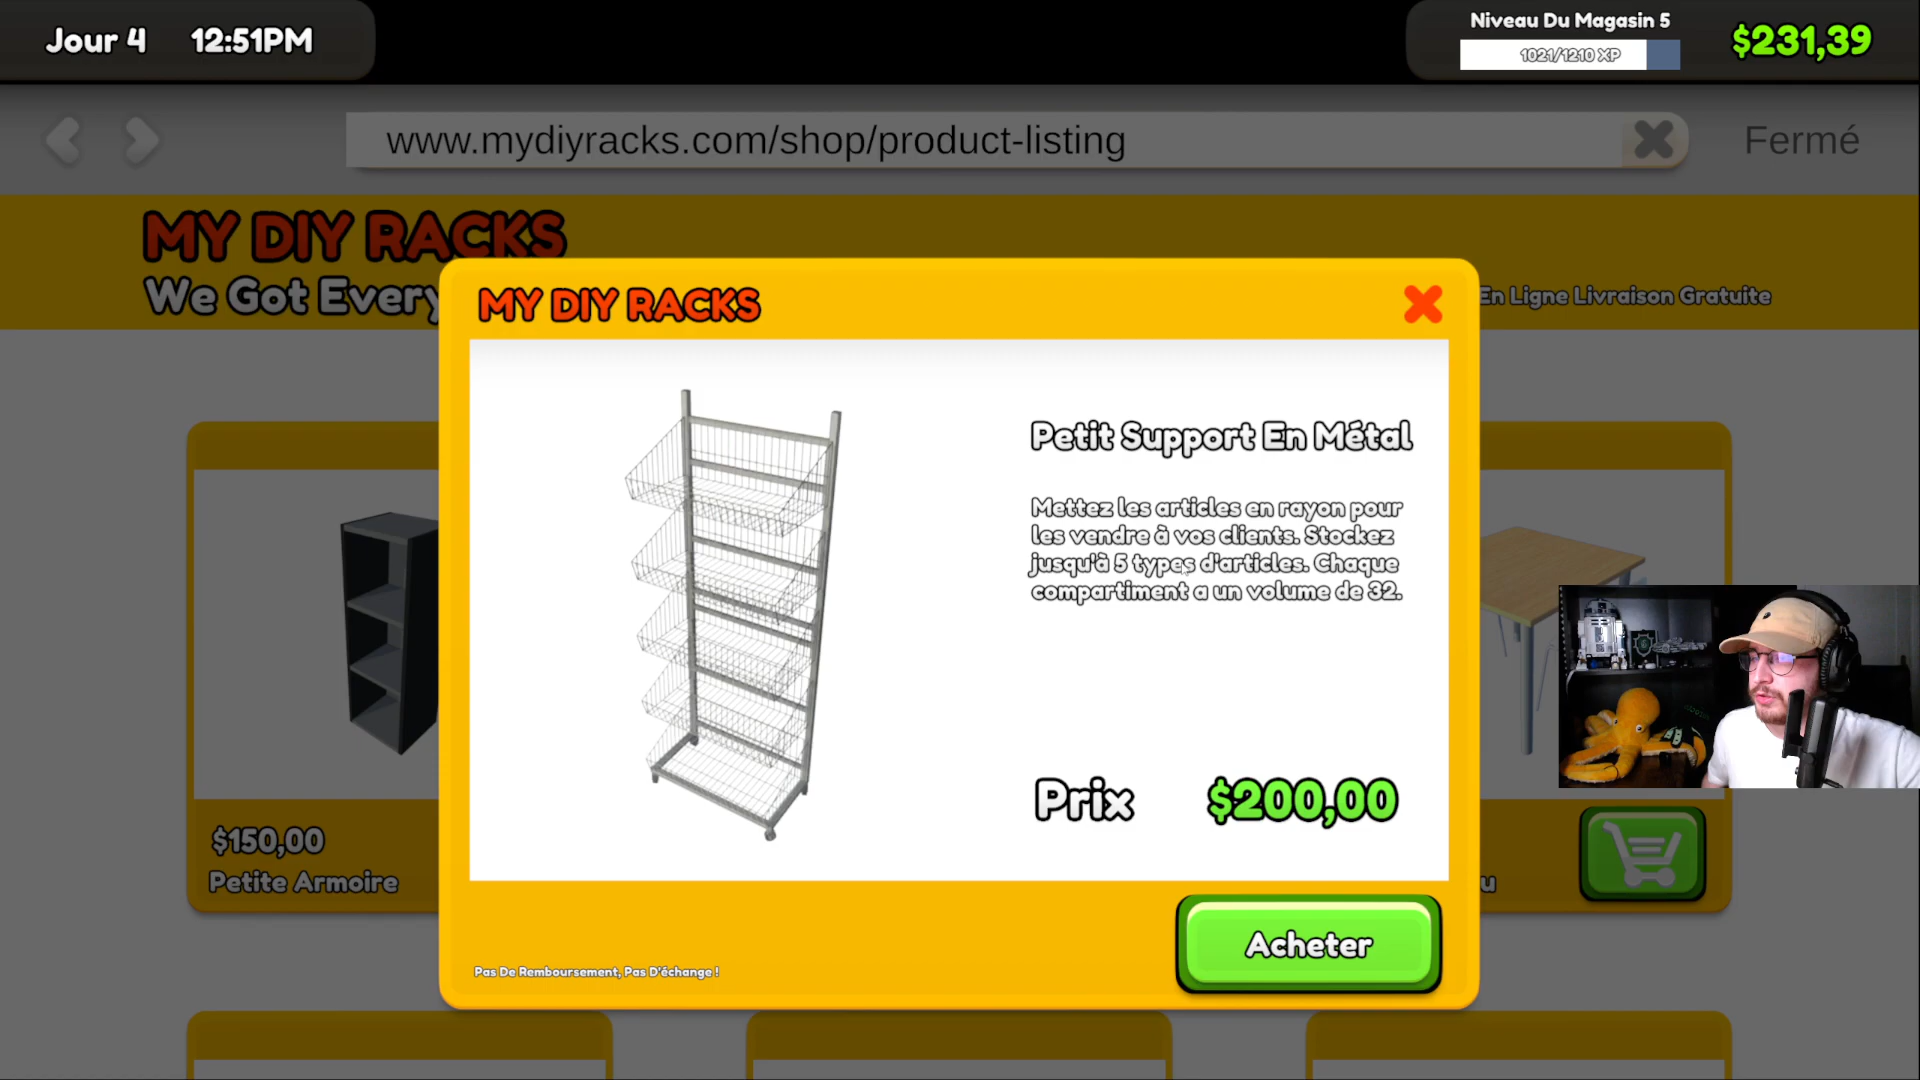 Jour 4 12:51PM
Niveau Du Magasin 5
1021/1210 XP
$231,39
www.mydiyracks.com/shop/product-listing
Fermé
MY DIY RACKS
We Got Every
En Ligne Livraison Gratuite
MY DIY RACKS
Petit Support En Métal
Mettez les articles en rayon pour
les vendre à vos clients. Stockez
jusqu'à 5 types d'articles. Chaque
compartiment a un volume de 32.
Prix $200,00
$150,00
Petite Armoire
Acheter
Pas De Remboursement, Pas D'échange !